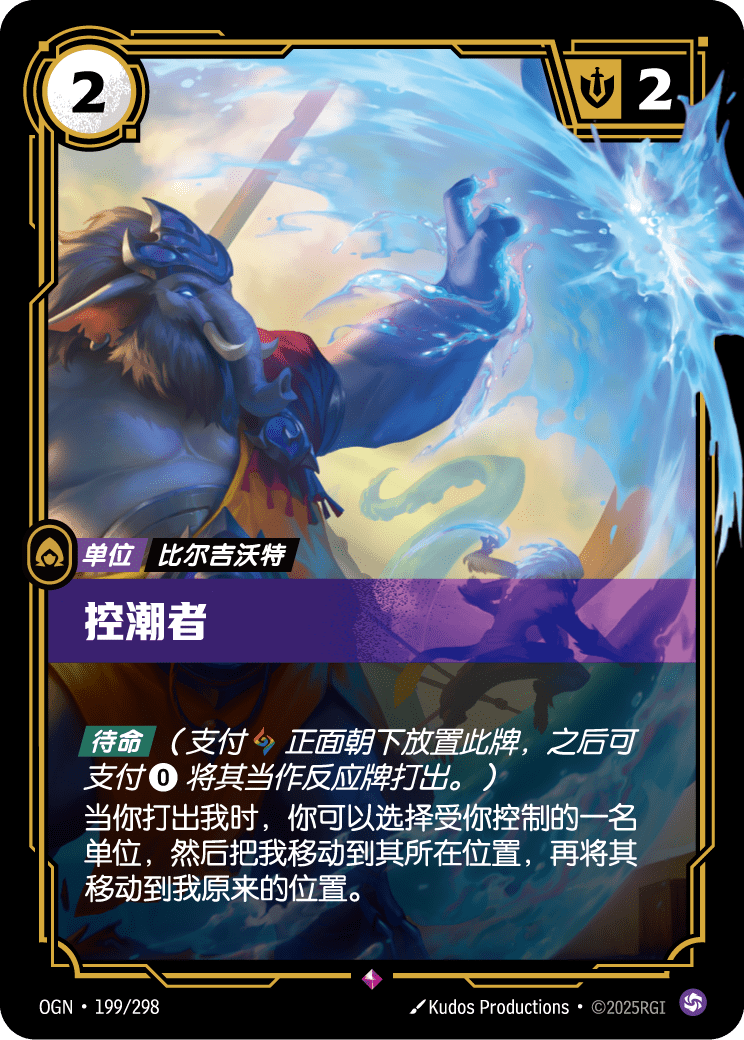 2
2
单位 比尔吉沃特
控潮者
待命（支付 正面朝下放置此牌，之后可
支付 0 将其当作反应牌打出。）
当你打出我时，你可以选择受你控制的一名
单位，然后把我移动到其所在位置，再将其
移动到我原来的位置。
OGN • 199/298
Kudos Productions • ©2025RGI